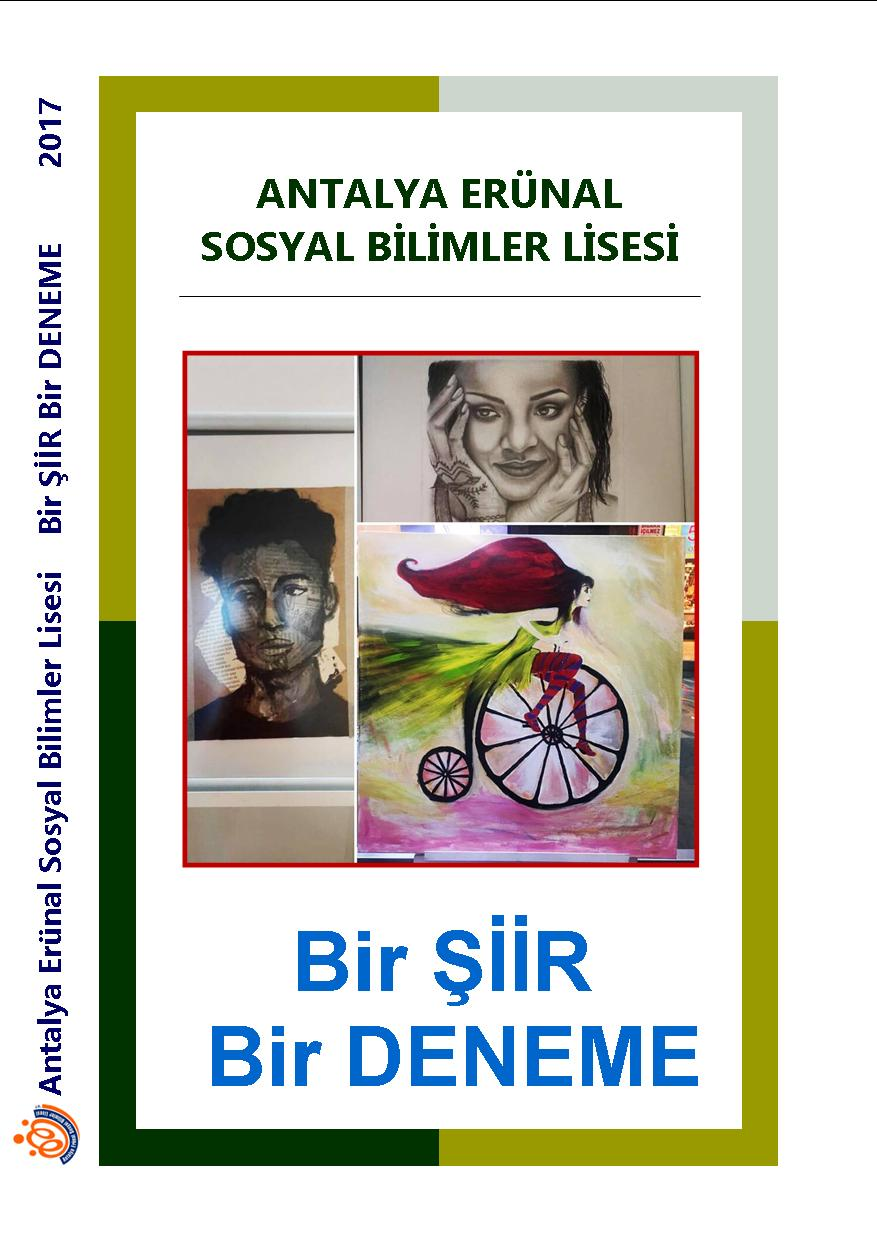 Antalya Erünal Sosyal Bilimler Lisesi Bir ŞİİR Bir DENEME 2017
ANTALYA ERÜNAL
SOSYAL BİLİMLER LİSESİ
Bir ŞİİR
Bir DENEME